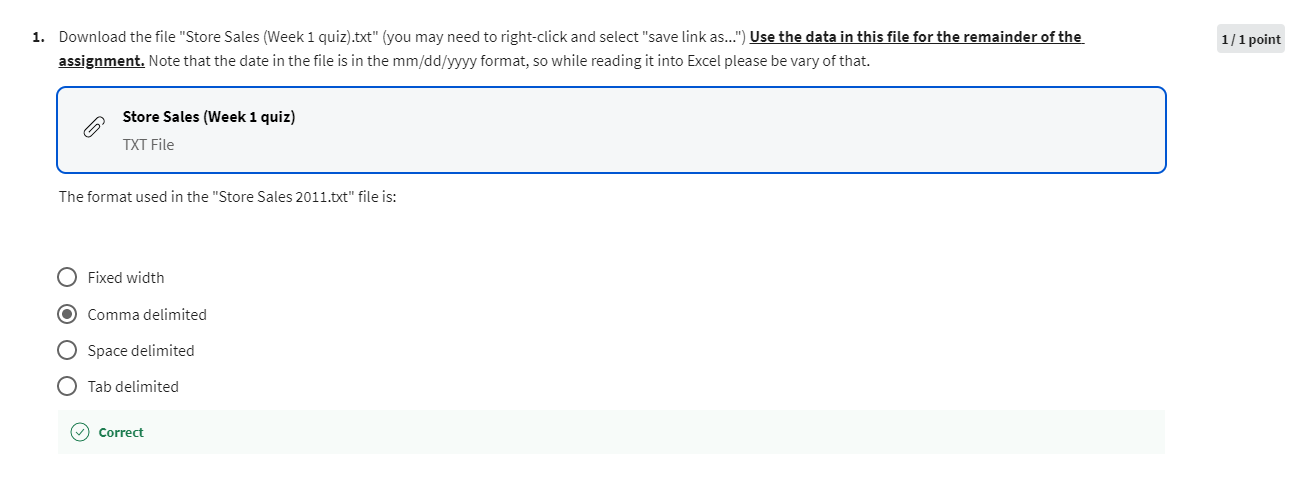 1. Download the file "Store Sales (Week 1 quiz).txt" (you may need to right-click and select "save link as...") Use the data in this file for the remainder of the
1 / 1 point
assignment. Note that the date in the file is in the mm/dd/yyyy format, so while reading it into Excel please be vary of that.
Store Sales (Week 1 quiz)
TXT File
The format used in the "Store Sales 2011.txt" file is:
Fixed width
Comma delimited
Space delimited
Tab delimited
Correct